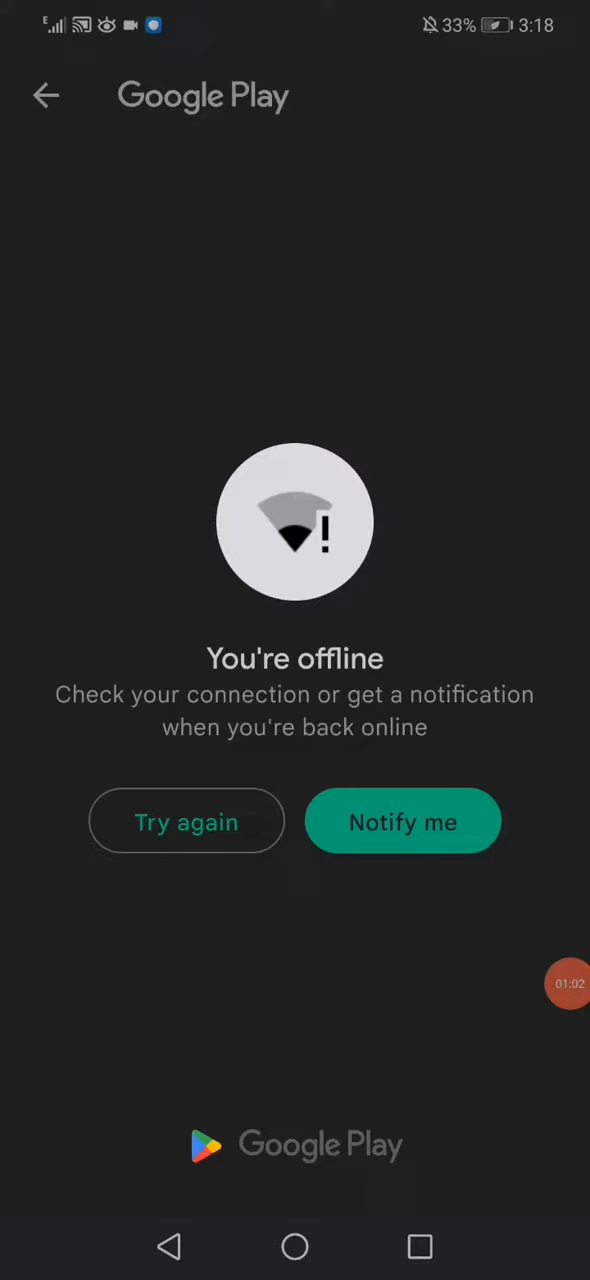 E 33% 3:18
Google Play
You're offline
Check your connection or get a notification
when you're back online
Try again Notify me
01:02
Google Play